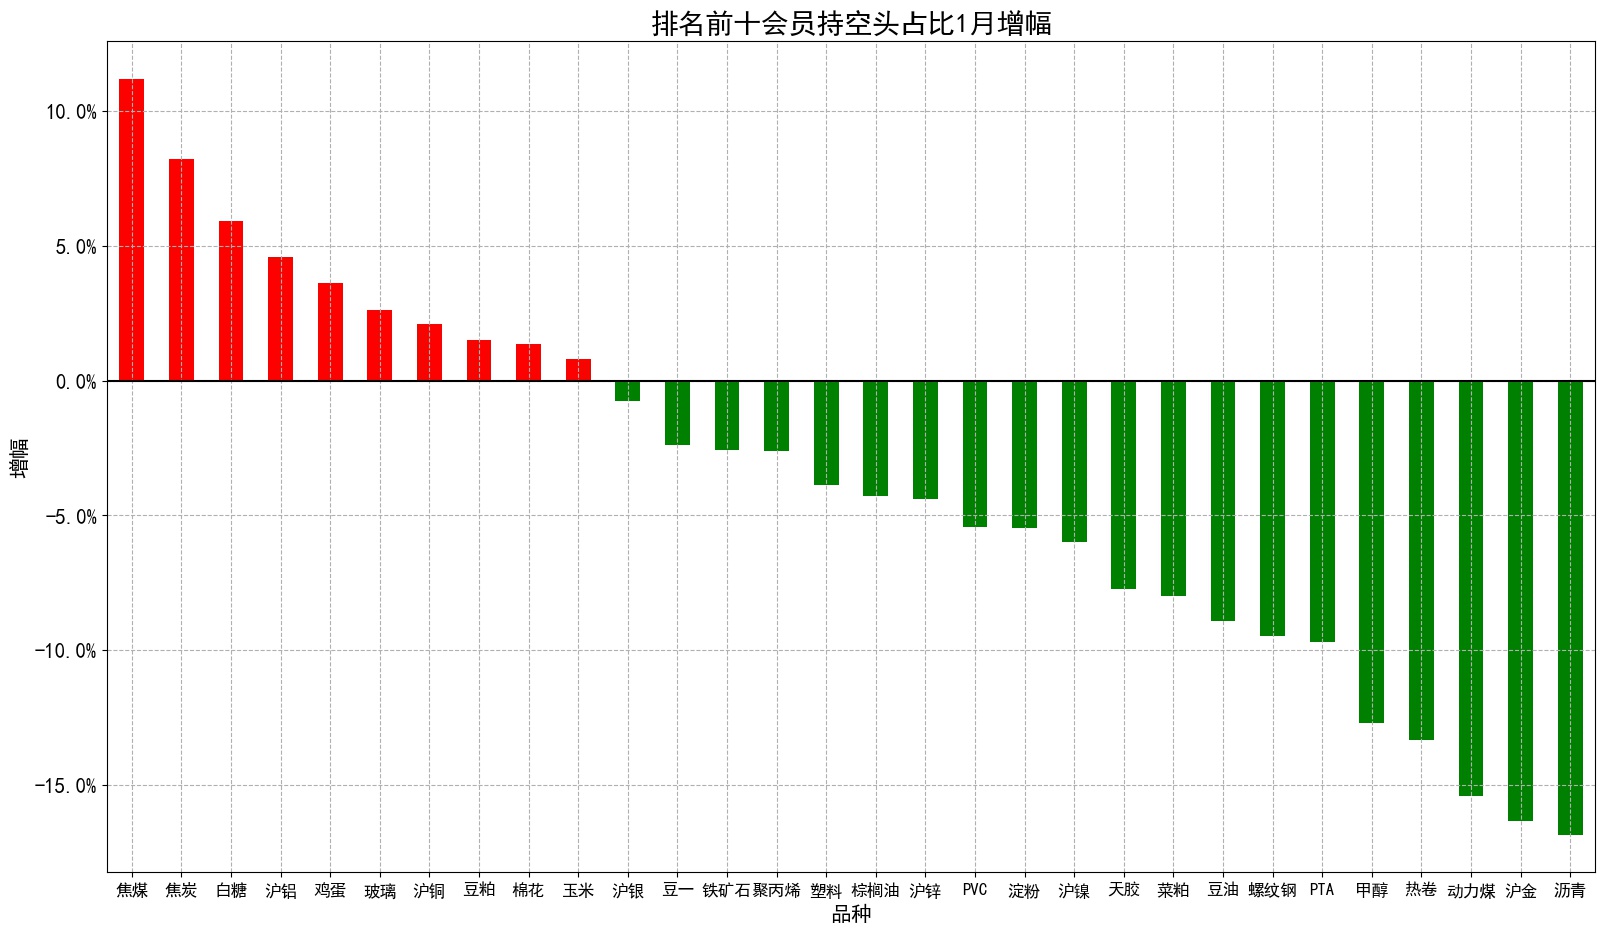 排名前十会员持空头占比1月增幅
10.0%
5.0%
0.0%
−5.0%
−10.0%
−15.0%
增幅
焦煤 焦炭 白糖 沪铝 鸡蛋 玻璃 沪铜 豆粕 棉花 玉米 沪银 豆一 铁矿石 聚丙烯 塑料 棕榈油 沪锌 PVC 淀粉 沪镍 天胶 菜粕 豆油 螺纹钢 PTA 甲醇 热卷 动力煤 沪金 沥青
品种